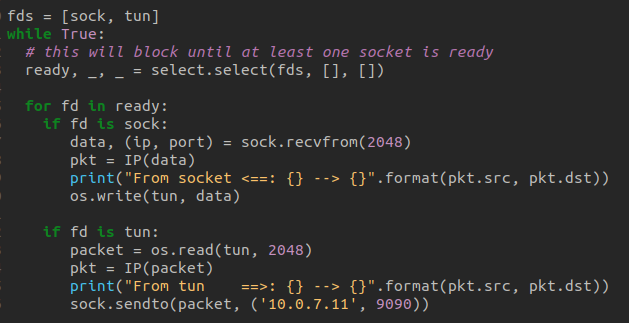 fds = [sock, tun]
while True:
  # this will block until at least one socket is ready
  ready, _, _ = select.select(fds, [], [])
  for fd in ready:
    if fd is sock:
       data, (ip, port) = sock.recvfrom(2048)
       pkt = IP(data)
       print("From socket <==: {} --> {}".format(pkt.src, pkt.dst))
       os.write(tun, data)
    if fd is tun:
       packet = os.read(tun, 2048)
       pkt = IP(packet)
       print("From tun    ==>: {} --> {}".format(pkt.src, pkt.dst))
       sock.sendto(packet, ('10.0.7.11', 9090))